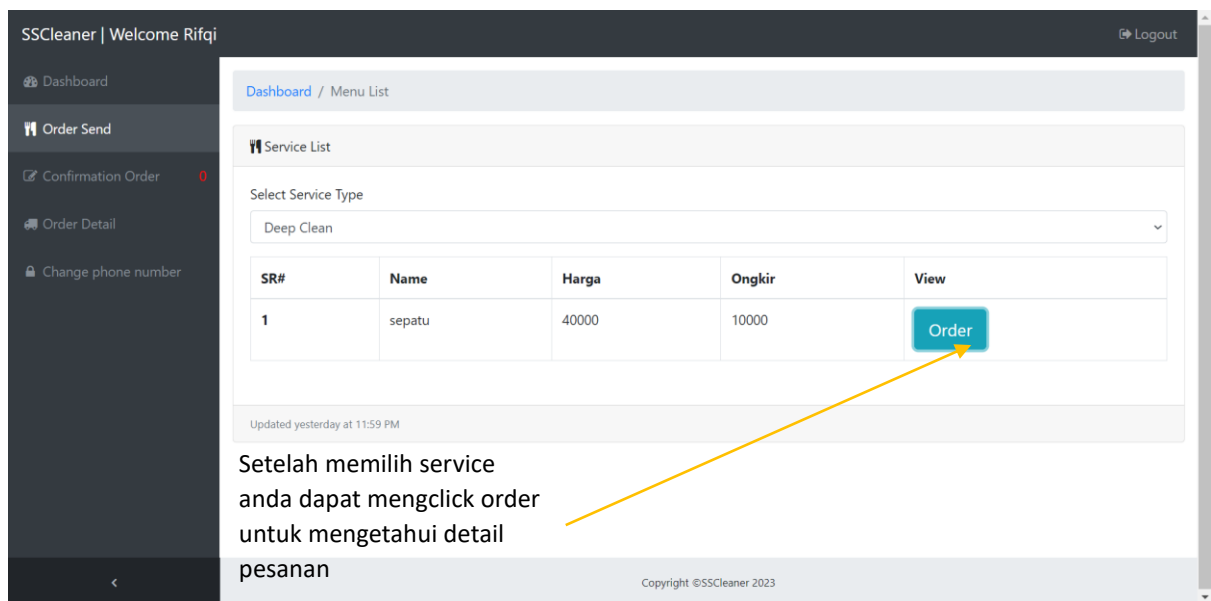 SSCleaner | Welcome Rifqi
Logout
Dashboard
Order Send
Confirmation Order 0
Order Detail
Change phone number
Dashboard / Menu List
Service List
Select Service Type
Deep Clean
SR# Name Harga Ongkir View
1 sepatu 40000 10000 Order
Updated yesterday at 11:59 PM
Setelah memilih service
anda dapat mengclick order
untuk mengetahui detail
pesanan
Copyright ©SSCleaner 2023